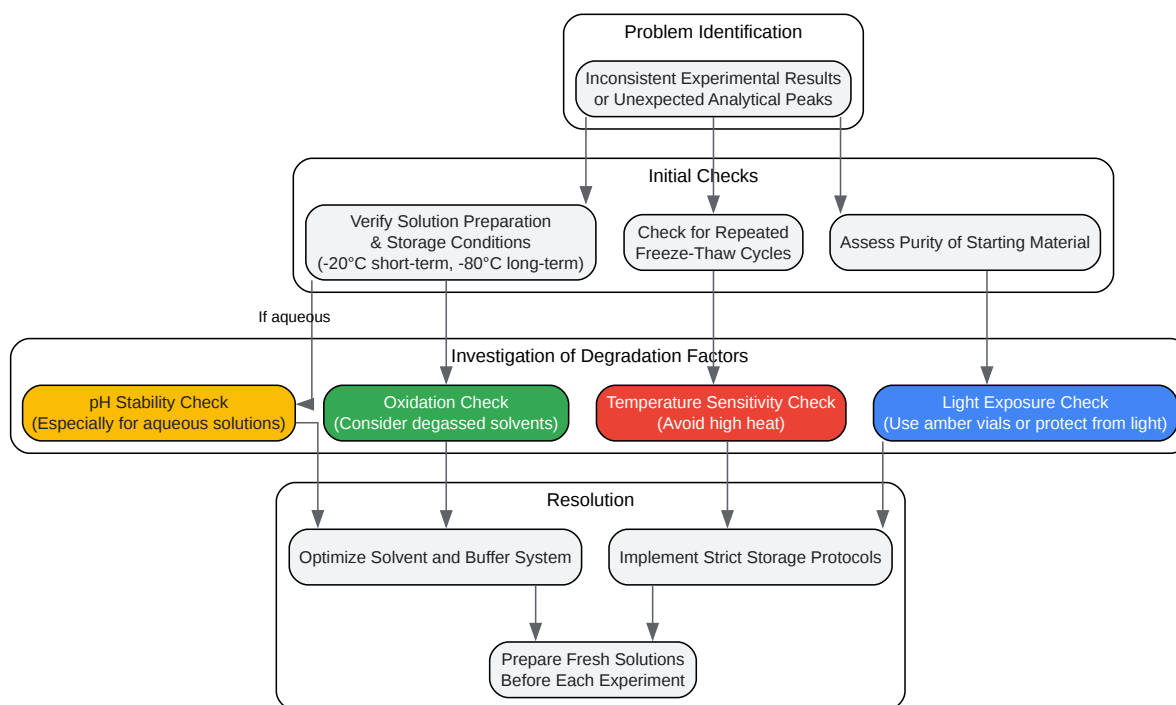 Problem Identification
Inconsistent Experimental Results
or Unexpected Analytical Peaks
Initial Checks
Verify Solution Preparation
& Storage Conditions
(-20°C short-term, -80°C long-term)
Check for Repeated
Freeze-Thaw Cycles
Assess Purity of Starting Material
If aqueous
Investigation of Degradation Factors
pH Stability Check
(Especially for aqueous solutions)
Oxidation Check
(Consider degassed solvents)
Temperature Sensitivity Check
(Avoid high heat)
Light Exposure Check
(Use amber vials or protect from light)
Resolution
Optimize Solvent and Buffer System
Implement Strict Storage Protocols
Prepare Fresh Solutions
Before Each Experiment